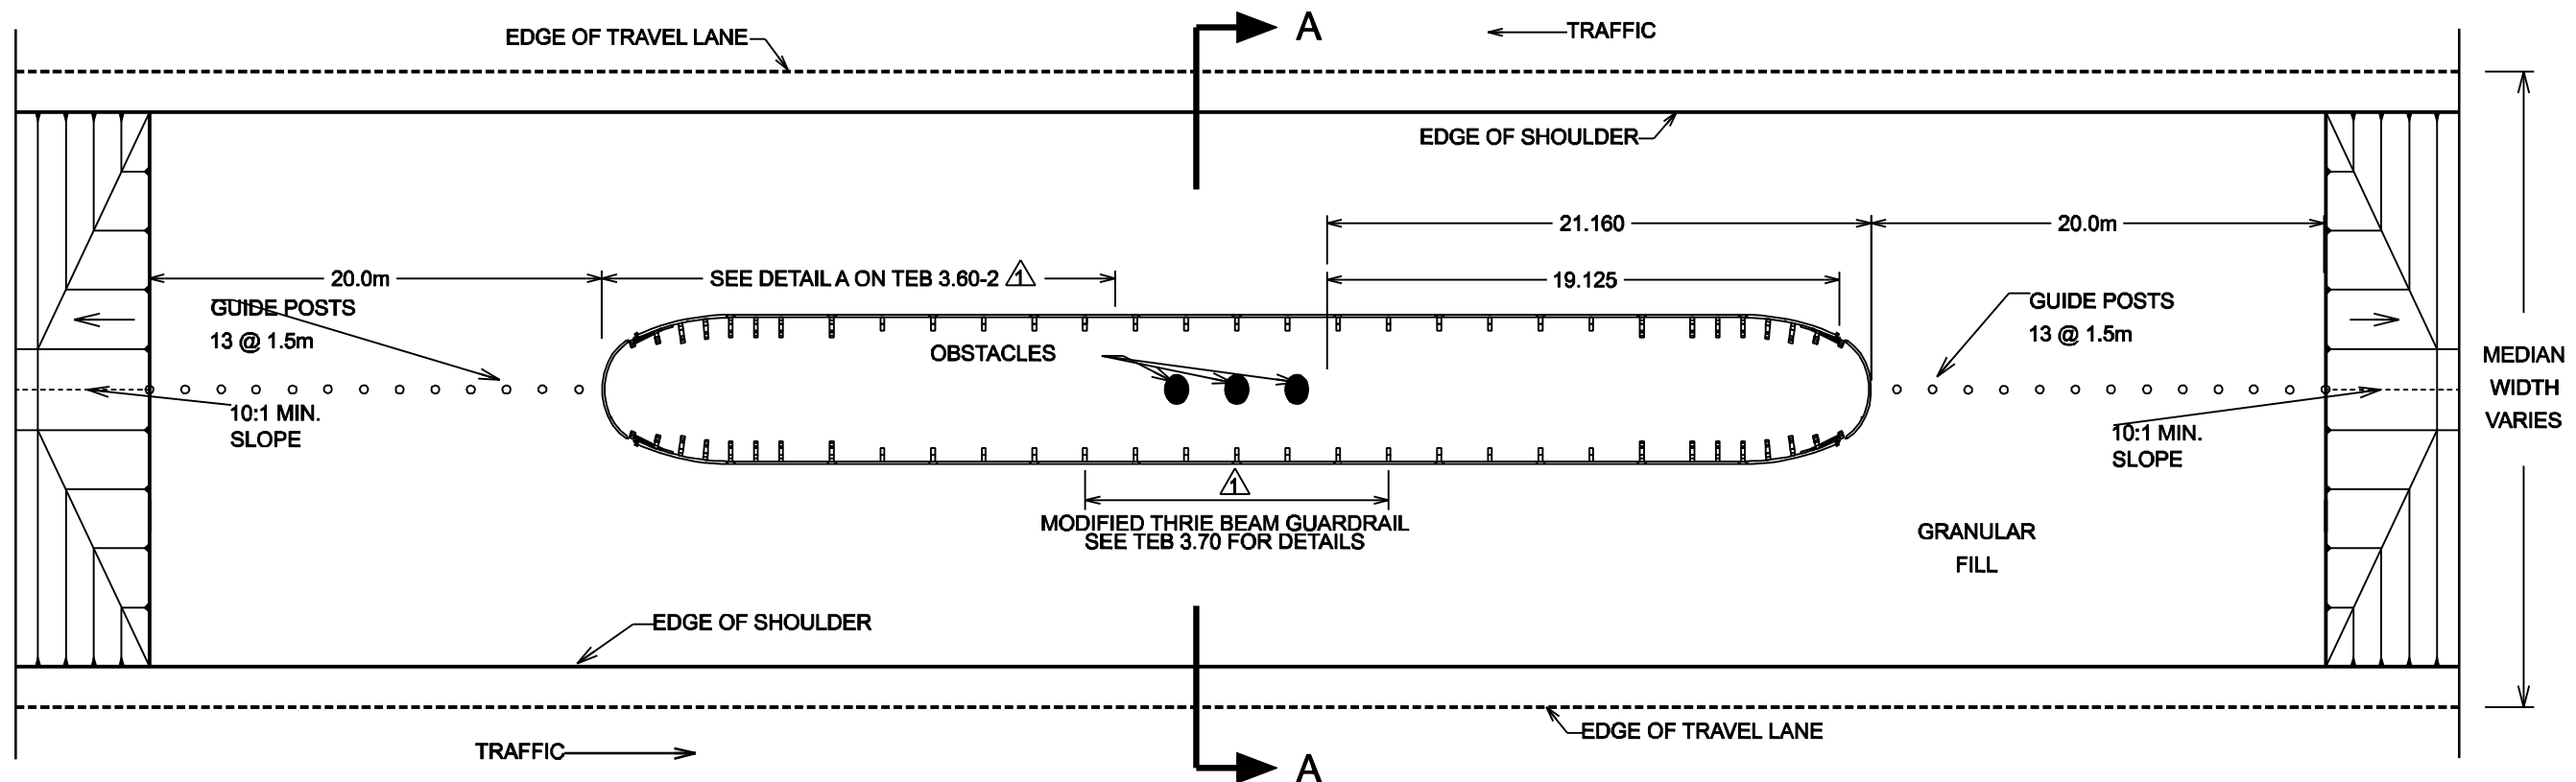 A
TRAFFIC
EDGE OF TRAVEL LANE
EDGE OF SHOULDER
21.160
20.0m
20.0m
SEE DETAIL A ON TEB 3.60-2 1
19.125
GUIDE POSTS
13 @ 1.5m
GUIDE POSTS
13 @ 1.5m
OBSTACLES
MEDIAN
WIDTH
VARIES
10:1 MIN.
SLOPE
10:1 MIN.
SLOPE
1
MODIFIED THRIE BEAM GUARDRAIL
SEE TEB 3.70 FOR DETAILS
GRANULAR
FILL
EDGE OF SHOULDER
EDGE OF TRAVEL LANE
TRAFFIC
A